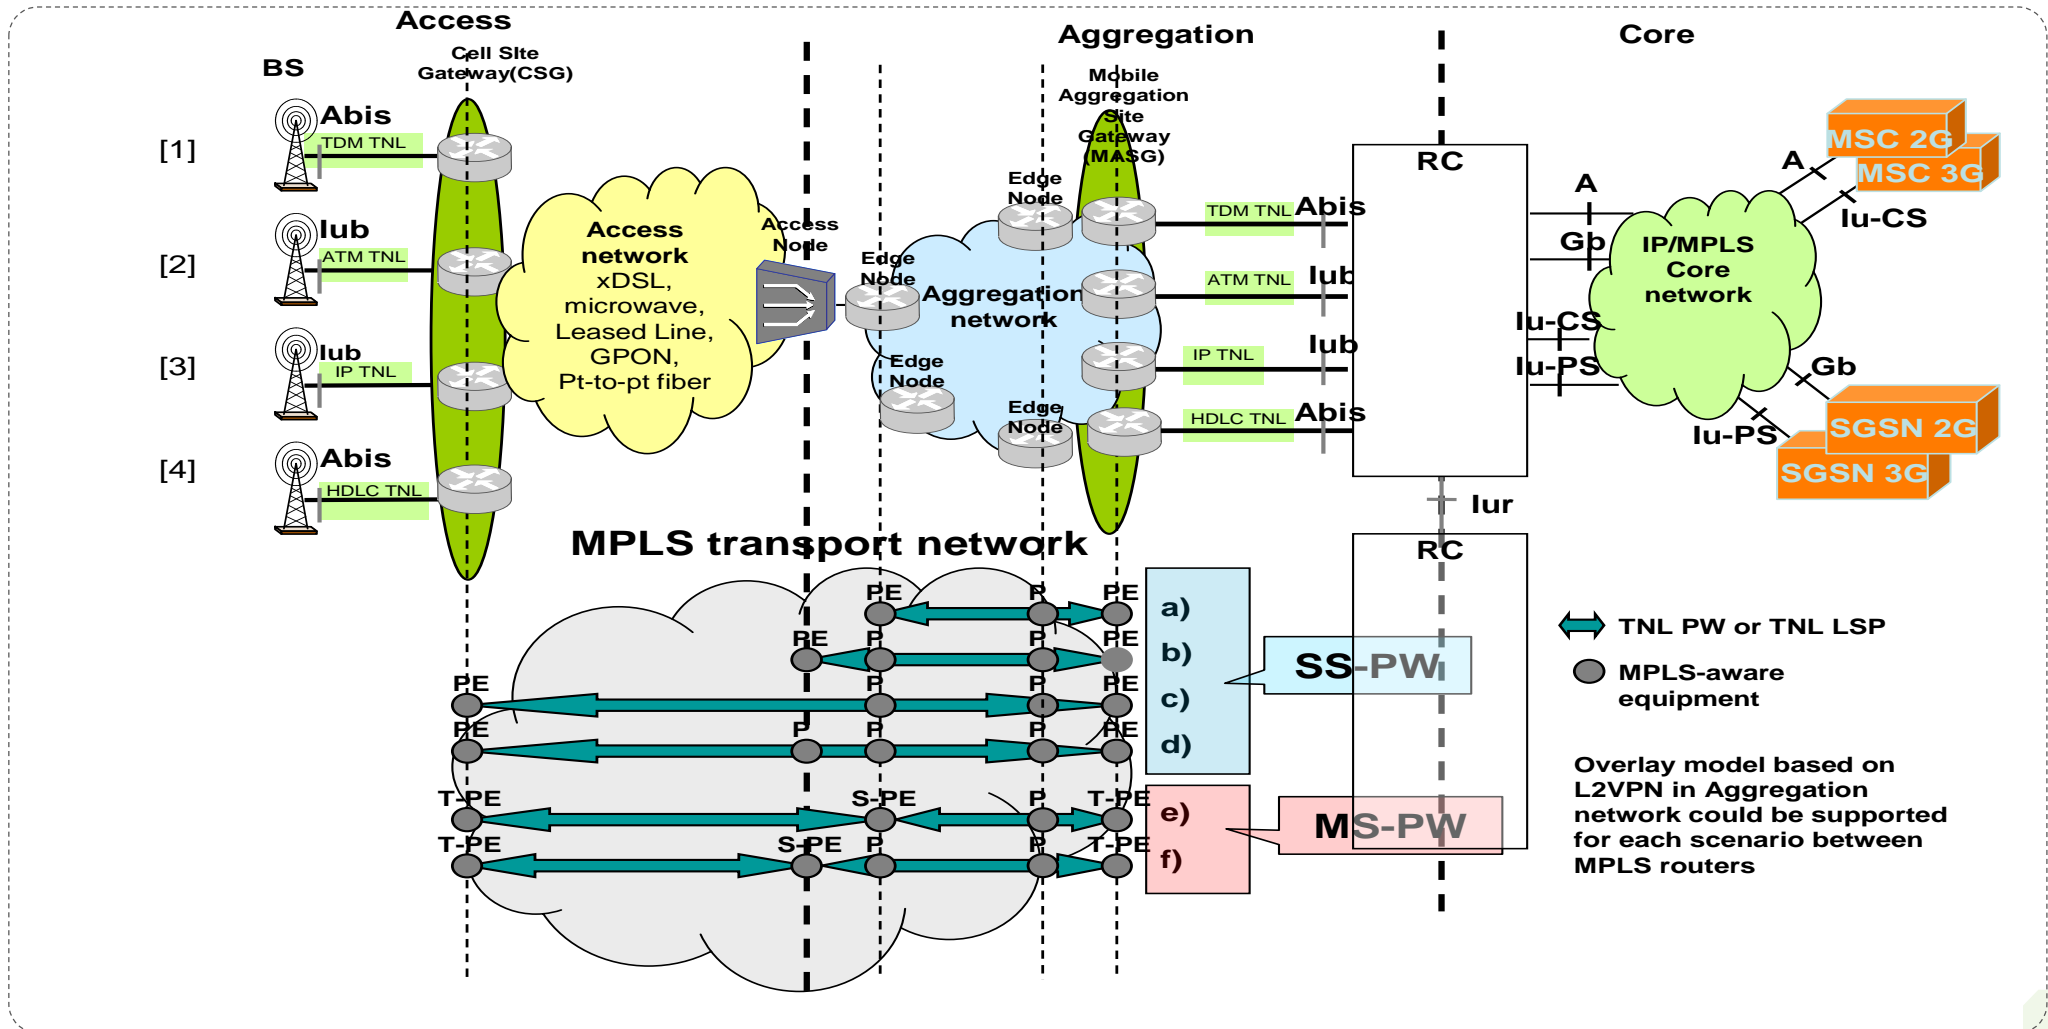 Access
Aggregation
Core
Cell SIte
Gateway(CSG)
BS
Mobile
Aggregation
Site
Gateway
(MASG)
[1]
Abis
TDM TNL
[2]
Iub
ATM TNL
[3]
Iub
IP TNL
[4]
Abis
HDLC TNL
Access
network
xDSL,
microwave,
Leased Line,
GPON,
Pt-to-pt fiber
Access
Node
Edge
Node
Edge
Node
Edge
Node
Edge
Node
Aggregation
network
TDM TNL
Abis
ATM TNL
Iub
IP TNL
Iub
HDLC TNL
Abis
RC
A
Gb
Iu-CS
Iu-PS
IP/MPLS
Core
network
A
Iu-CS
Gb
Iu-PS
MSC 2G
MSC 3G
SGSN 2G
SGSN 3G
Iur
RC
MPLS transport network
PE P PE a)
PE P P PE b)
PE P P PE c)
PE P P P PE d)
SS-PW
T-PE S-PE P T-PE e)
T-PE S-PE P P T-PE f)
MS-PW
TNL PW or TNL LSP
MPLS-aware
equipment
Overlay model based on
L2VPN in Aggregation
network could be supported
for each scenario between
MPLS routers